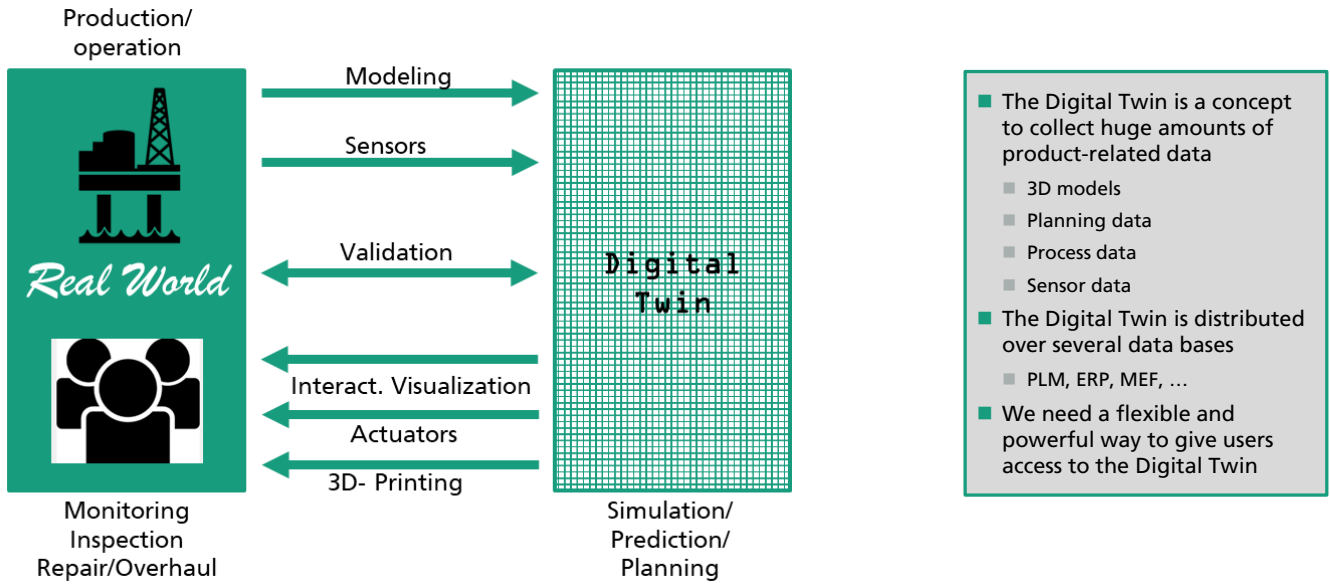 Production/
operation
Real World
Monitoring
Inspection
Repair/Overhaul
Modeling
Sensors
Validation
Interact. Visualization
Actuators
3D- Printing
Digital
Twin
Simulation/
Prediction/
Planning
The Digital Twin is a concept
to collect huge amounts of
product-related data
3D models
Planning data
Process data
Sensor data
The Digital Twin is distributed
over several data bases
PLM, ERP, MEF, ...
We need a flexible and
powerful way to give users
access to the Digital Twin